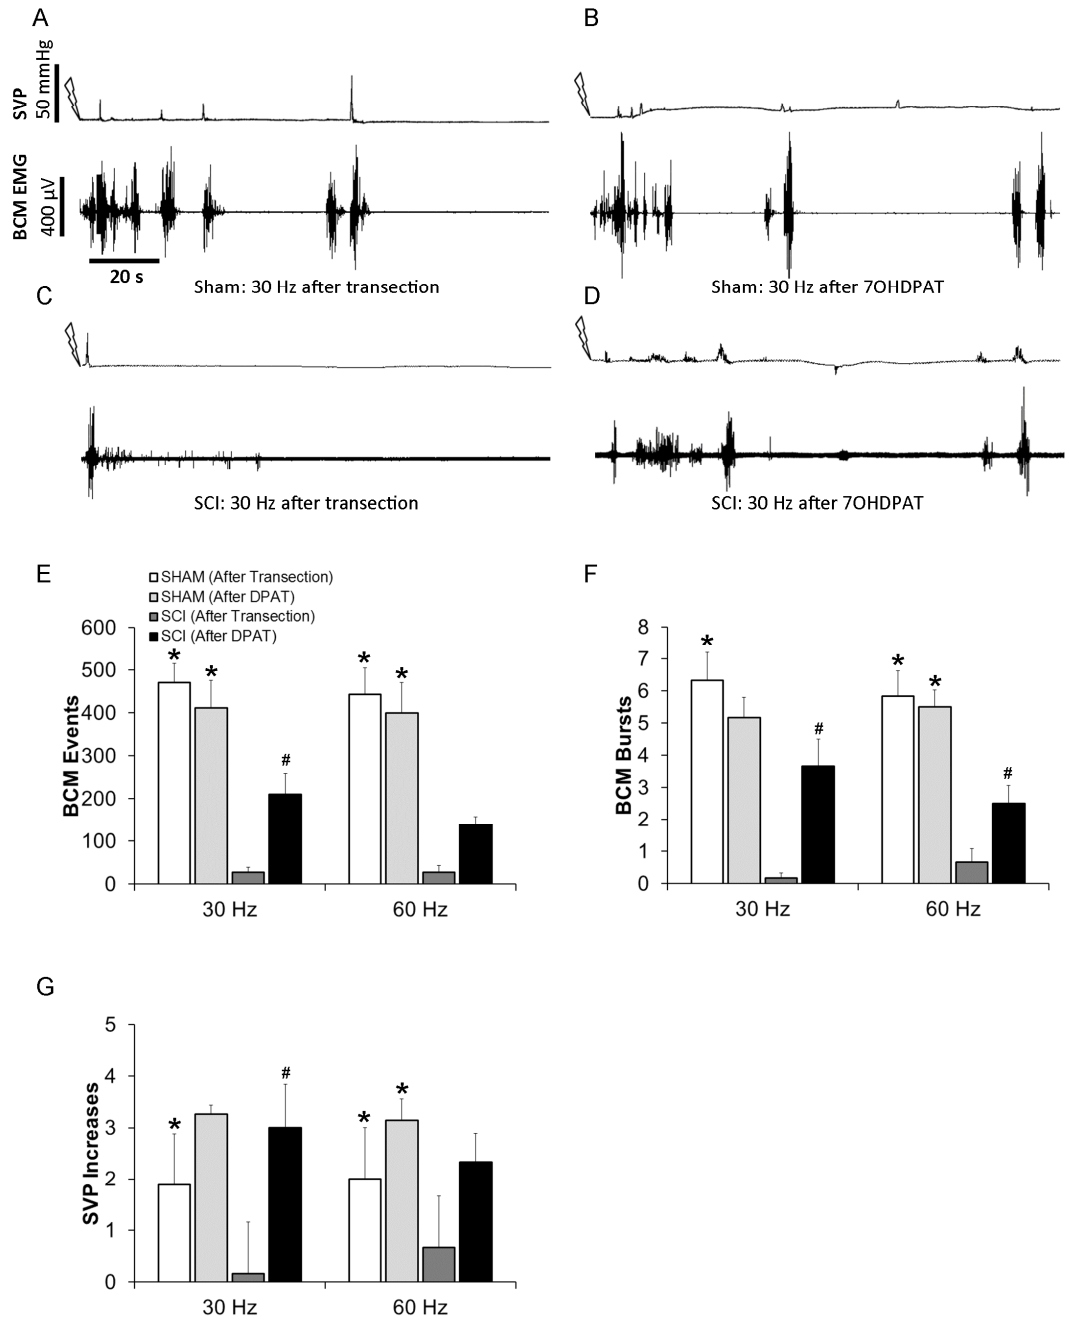 A
SVP
50 mmHg
BCM EMG
400 µV
20 s
Sham: 30 Hz after transection
B
Sham: 30 Hz after 7OHDPAT
C
SCI: 30 Hz after transection
D
SCI: 30 Hz after 7OHDPAT
E
SHAM (After Transection)
SHAM (After DPAT)
SCI (After Transection)
SCI (After DPAT)
BCM Events
600
500
400
300
200
100
0
* * # * *
30 Hz 60 Hz
F
BCM Bursts
8
7
6
5
4
3
2
1
0
* # * * #
30 Hz 60 Hz
G
SVP Increases
5
4
3
2
1
0
* # * *
30 Hz 60 Hz